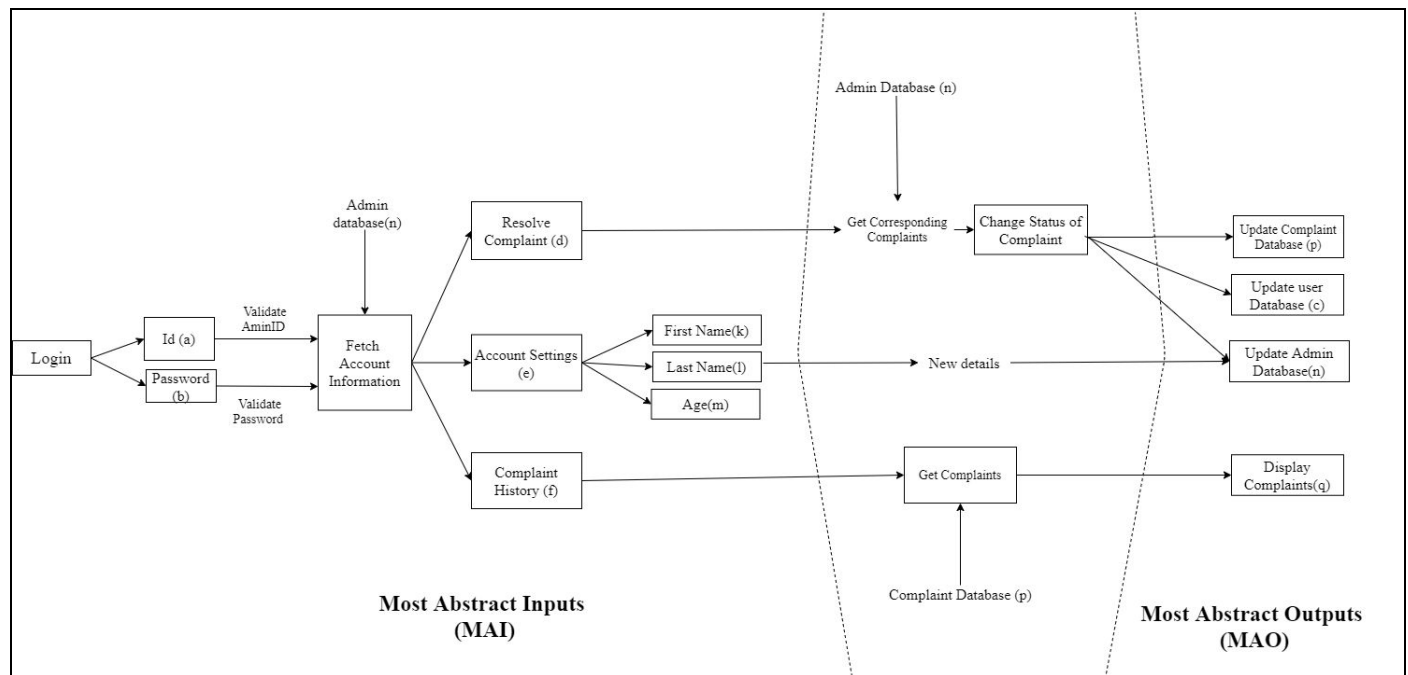 Admin Database (n)
Admin
database(n)
Resolve
Complaint (d)
Get Corresponding
Complaints
Change Status of
Complaint
Update Complaint
Database (p)
Update user
Database (c)
Login
Id (a)
Validate
AminID
Password
(b)
Validate
Password
Fetch
Account
Information
Account Settings
(e)
First Name(k)
Last Name(l)
Age(m)
New details
Update Admin
Database(n)
Complaint
History (f)
Get Complaints
Display
Complaints(q)
Complaint Database (p)
Most Abstract Inputs
(MAI)
Most Abstract Outputs
(MAO)